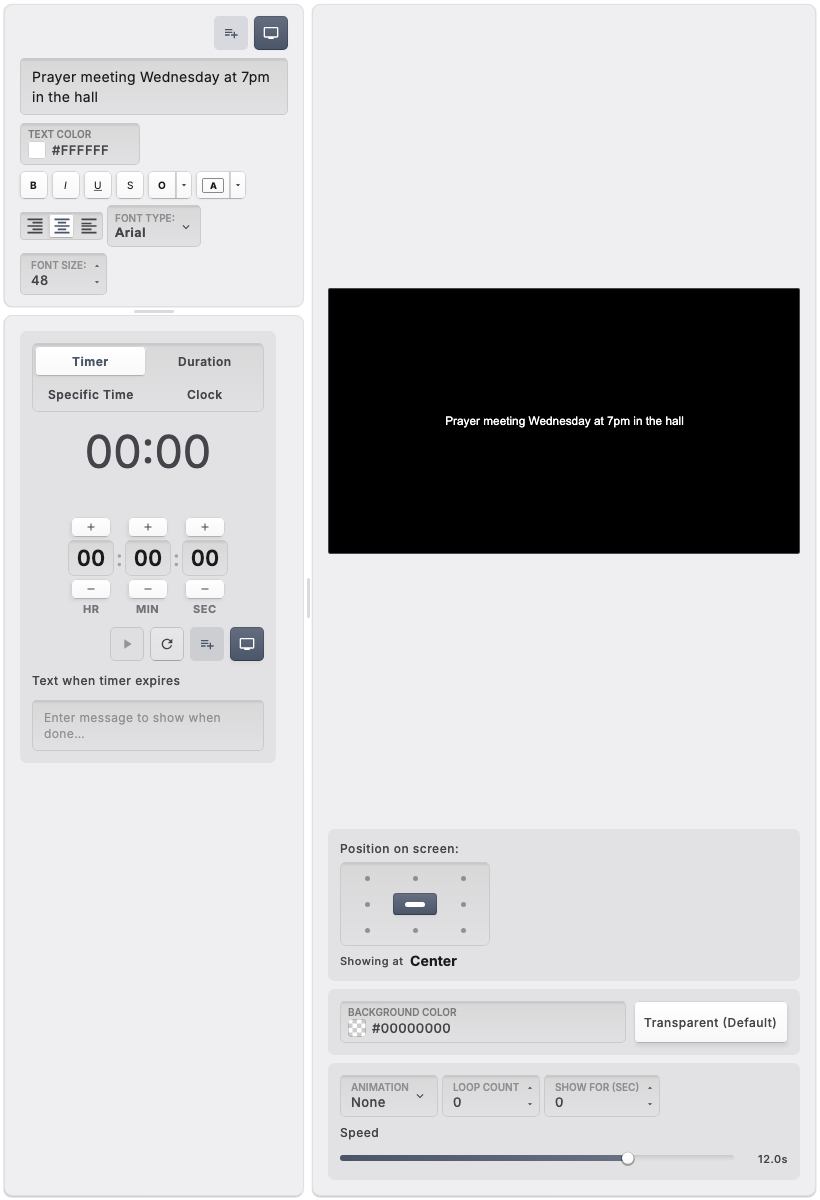 Prayer meeting Wednesday at 7pm
in the hall
TEXT COLOR
#FFFFFF
B I U S O A
FONT TYPE:
Arial
FONT SIZE:
48
Timer Duration
Specific Time Clock
00:00
+ + +
00 : 00 : 00
− − −
HR MIN SEC
Text when timer expires
Enter message to show when
done...
Prayer meeting Wednesday at 7pm in the hall
Position on screen:
Showing at Center
BACKGROUND COLOR
#00000000
Transparent (Default)
ANIMATION LOOP COUNT SHOW FOR (SEC)
None 0 0
Speed
12.0s